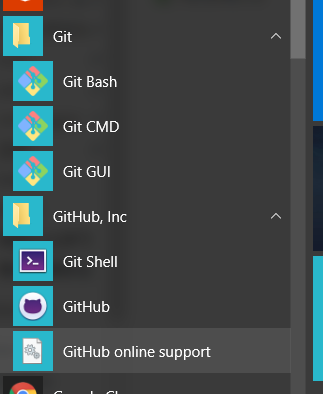 Git
Git Bash
Git CMD
Git GUI
GitHub, Inc
Git Shell
GitHub
GitHub online support